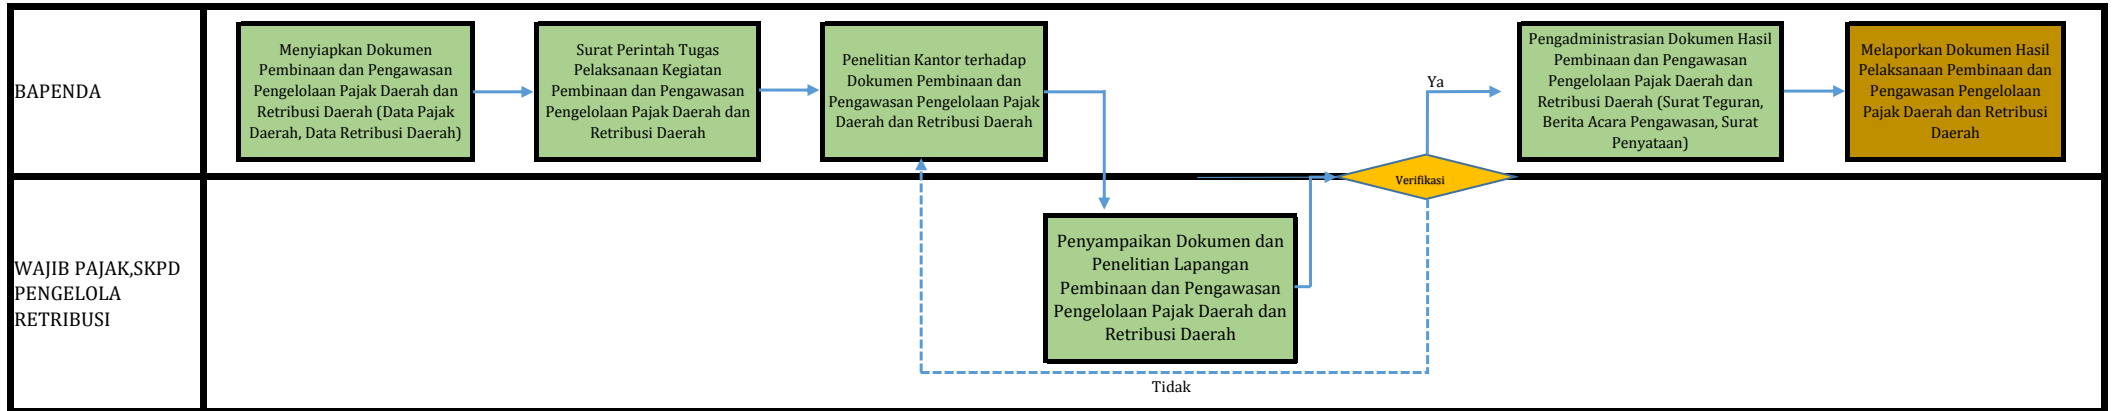 BAPENDA
Menyiapkan Dokumen
Pembinaan dan Pengawasan
Pengelolaan Pajak Daerah dan
Retribusi Daerah (Data Pajak
Daerah, Data Retribusi Daerah)
Surat Perintah Tugas
Pelaksanaan Kegiatan
Pembinaan dan Pengawasan
Pengelolaan Pajak Daerah dan
Retribusi Daerah
Penelitian Kantor terhadap
Dokumen Pembinaan dan
Pengawasan Pengelolaan Pajak
Daerah dan Retribusi Daerah
Ya
Pengadministrasian Dokumen Hasil
Pembinaan dan Pengawasan
Pengelolaan Pajak Daerah dan
Retribusi Daerah (Surat Teguran,
Berita Acara Pengawasan, Surat
Penyataan)
Melaporkan Dokumen Hasil
Pelaksanaan Pembinaan dan
Pengawasan Pengelolaan
Pajak Daerah dan Retribusi
Daerah
Verifikasi
WAJIB PAJAK,SKPD
PENGELOLA
RETRIBUSI
Penyampaikan Dokumen dan
Penelitian Lapangan
Pembinaan dan Pengawasan
Pengelolaan Pajak Daerah dan
Retribusi Daerah
Tidak